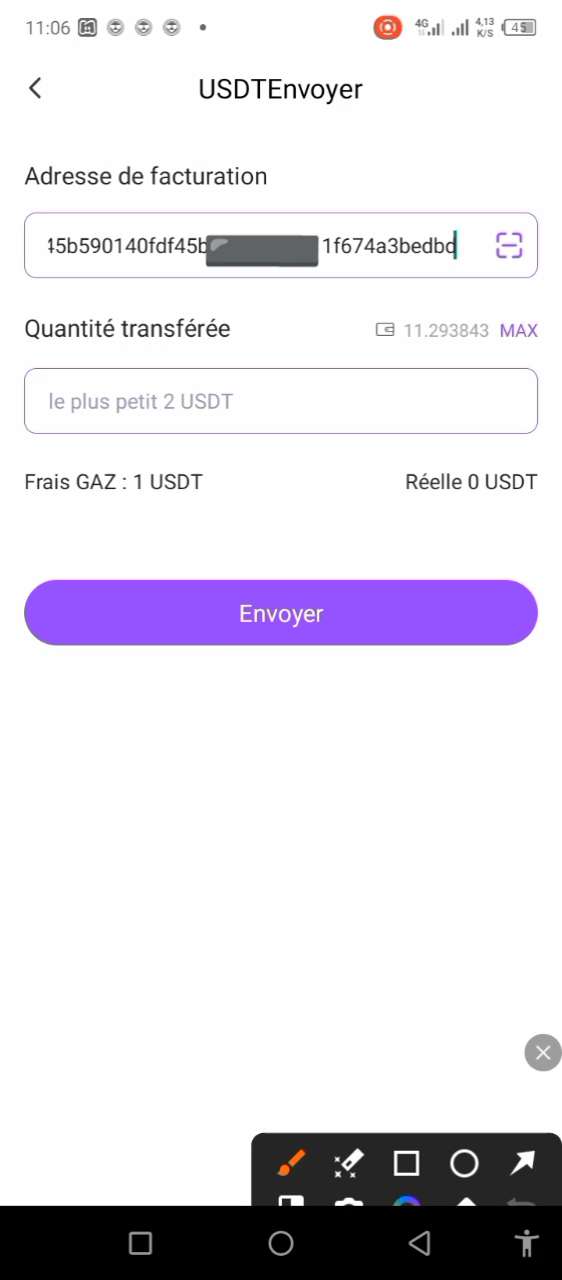 11:06 4G 4,13 K/S 45
USDTEnvoyer
Adresse de facturation
45b590140fdf45b 1f674a3bedbd
Quantité transférée 11.293843 MAX
le plus petit 2 USDT
Frais GAZ : 1 USDT Réelle 0 USDT
Envoyer